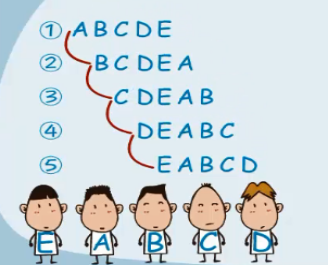 ① A B C D E
② B C D E A
③ C D E A B
④ D E A B C
⑤ E A B C D
E A B C D